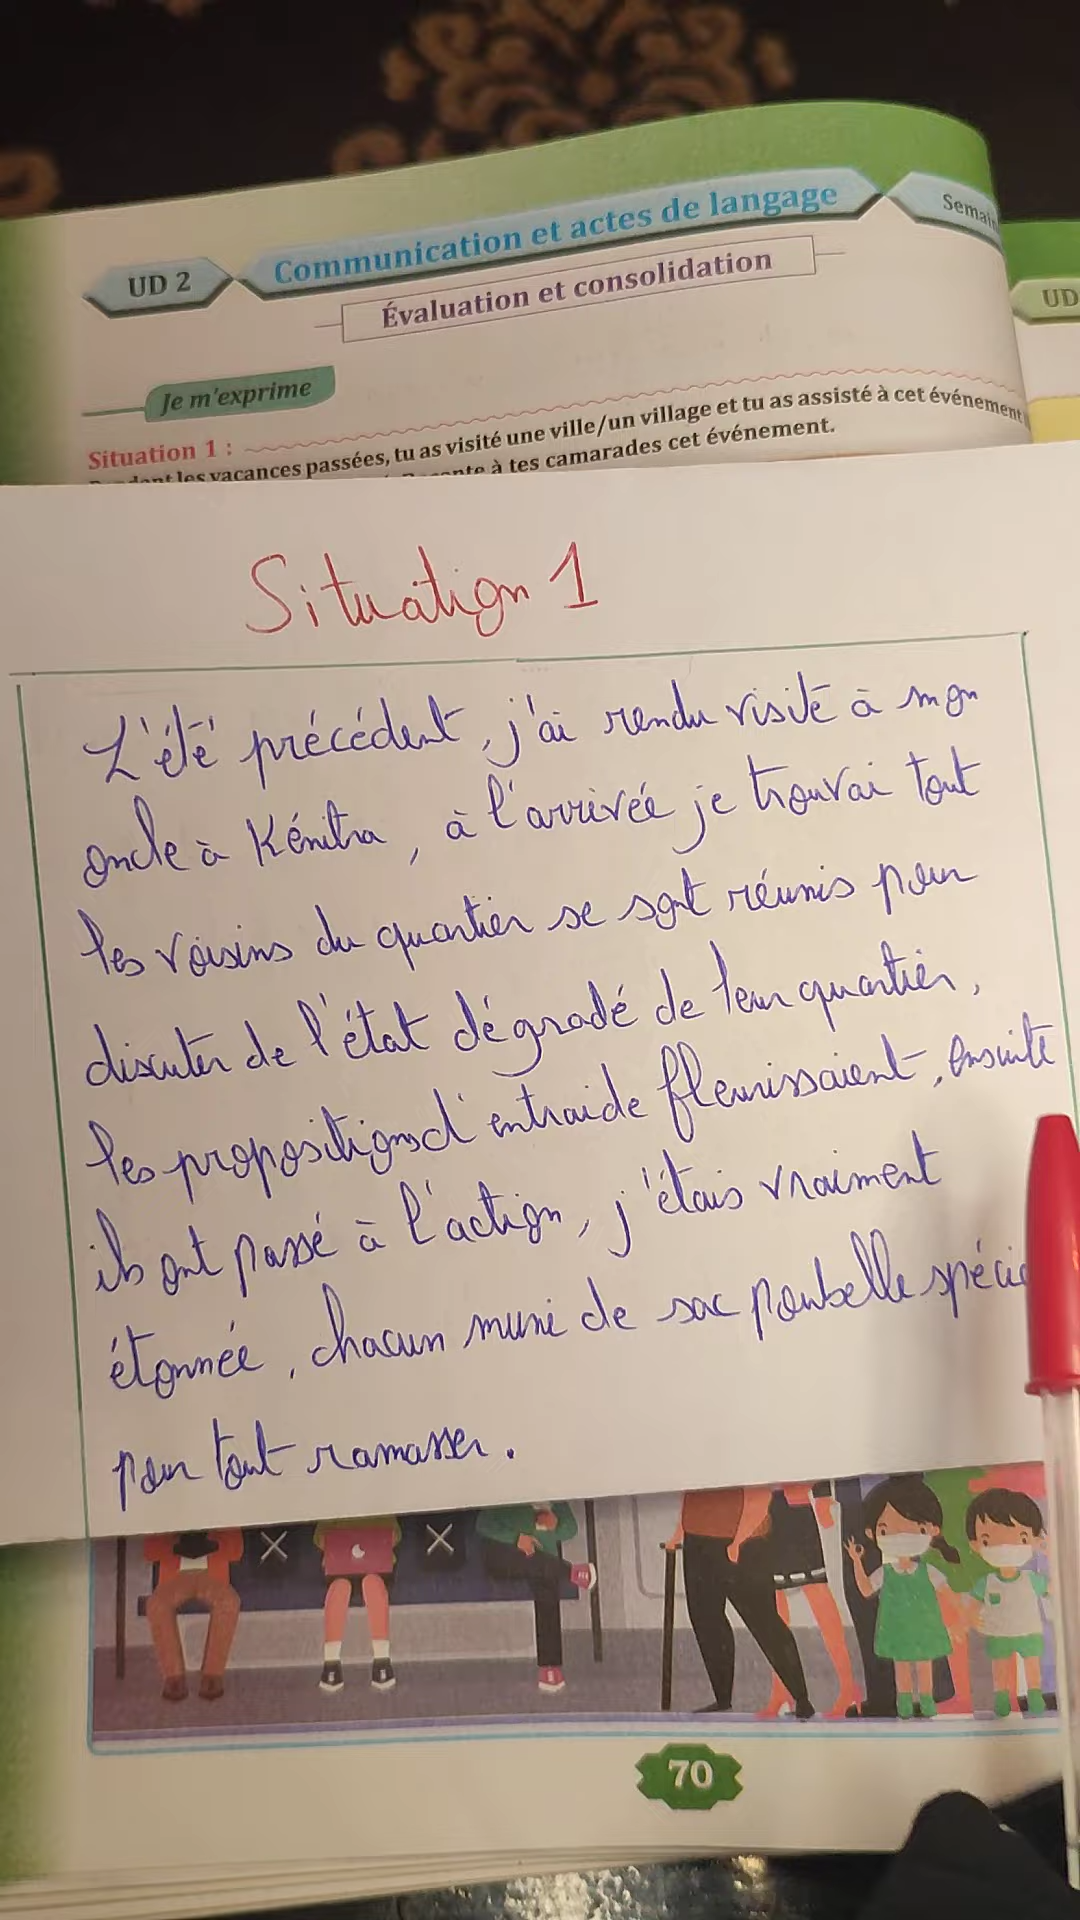 UD 2
Communication et actes de langage
Semai
Évaluation et consolidation
UD
Je m'exprime
Situation 1 :
les vacances passées, tu as visité une ville/un village et tu as assisté à cet événement
à tes camarades cet événement.
Situation 1
L'été précédent, j'ai rendu visite à mon
oncle à Kénitra, à l'arrivée je trouvai tout
les voisins du quartier se sont réunis pour
discuter de l'état dégradé de leur quartier,
les propositions d'entraide fleurissaient, ensuite
ils ont passé à l'action, j'étais vraiment
étonnée, chacun muni de sac poubelle spécia
pour tout ramasser.
70